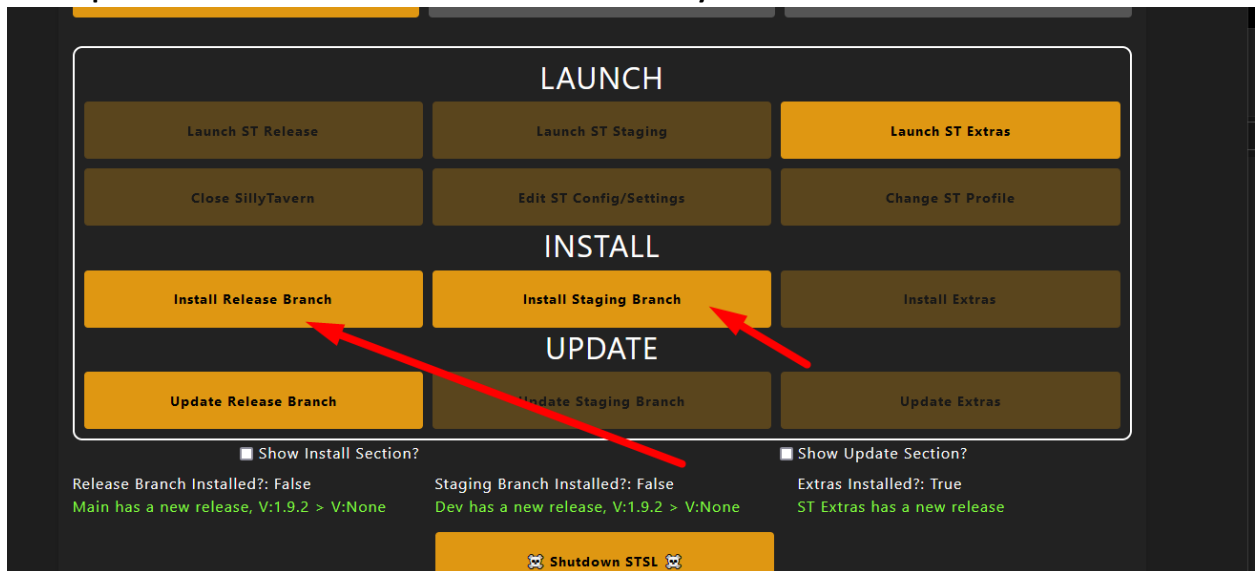 LAUNCH
Launch ST Release
Launch ST Staging
Launch ST Extras
Close SillyTavern
Edit ST Config/Settings
Change ST Profile
INSTALL
Install Release Branch
Install Staging Branch
Install Extras
UPDATE
Update Release Branch
Update Staging Branch
Update Extras
Show Install Section?
Show Update Section?
Release Branch Installed?: False
Staging Branch Installed?: False
Extras Installed?: True
Main has a new release, V:1.9.2 > V:None
Dev has a new release, V:1.9.2 > V:None
ST Extras has a new release
☠ Shutdown STSL ☠